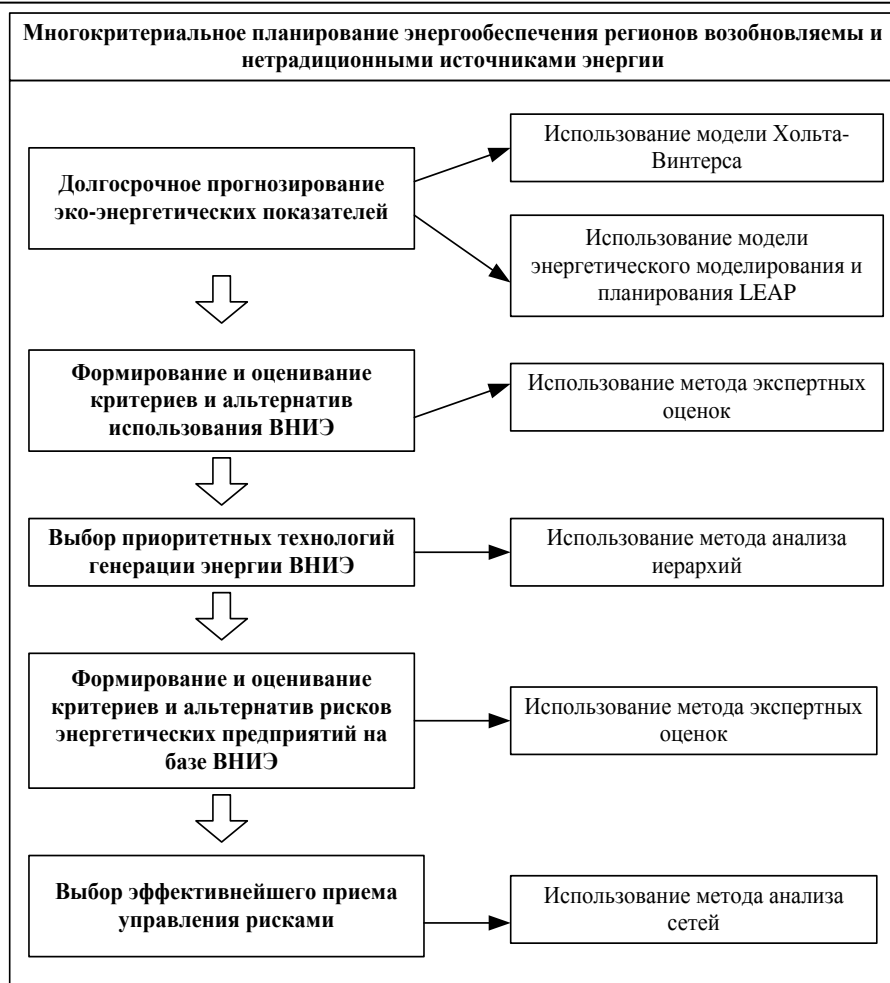 Многокритериальное планирование энергообеспечения регионов возобновляемы и
нетрадиционными источниками энергии
Долгосрочное прогнозирование
эко-энергетических показателей
Использование модели Хольта-
Винтерса
Использование модели
энергетического моделирования и
планирования LEAP
Формирование и оценивание
критериев и альтернатив
использования ВНИЭ
Использование метода экспертных
оценок
Выбор приоритетных технологий
генерации энергии ВНИЭ
Использование метода анализа
иерархий
Формирование и оценивание
критериев и альтернатив рисков
энергетических предприятий на
базе ВНИЭ
Использование метода экспертных
оценок
Выбор эффективнейшего приема
управления рисками
Использование метода анализа
сетей